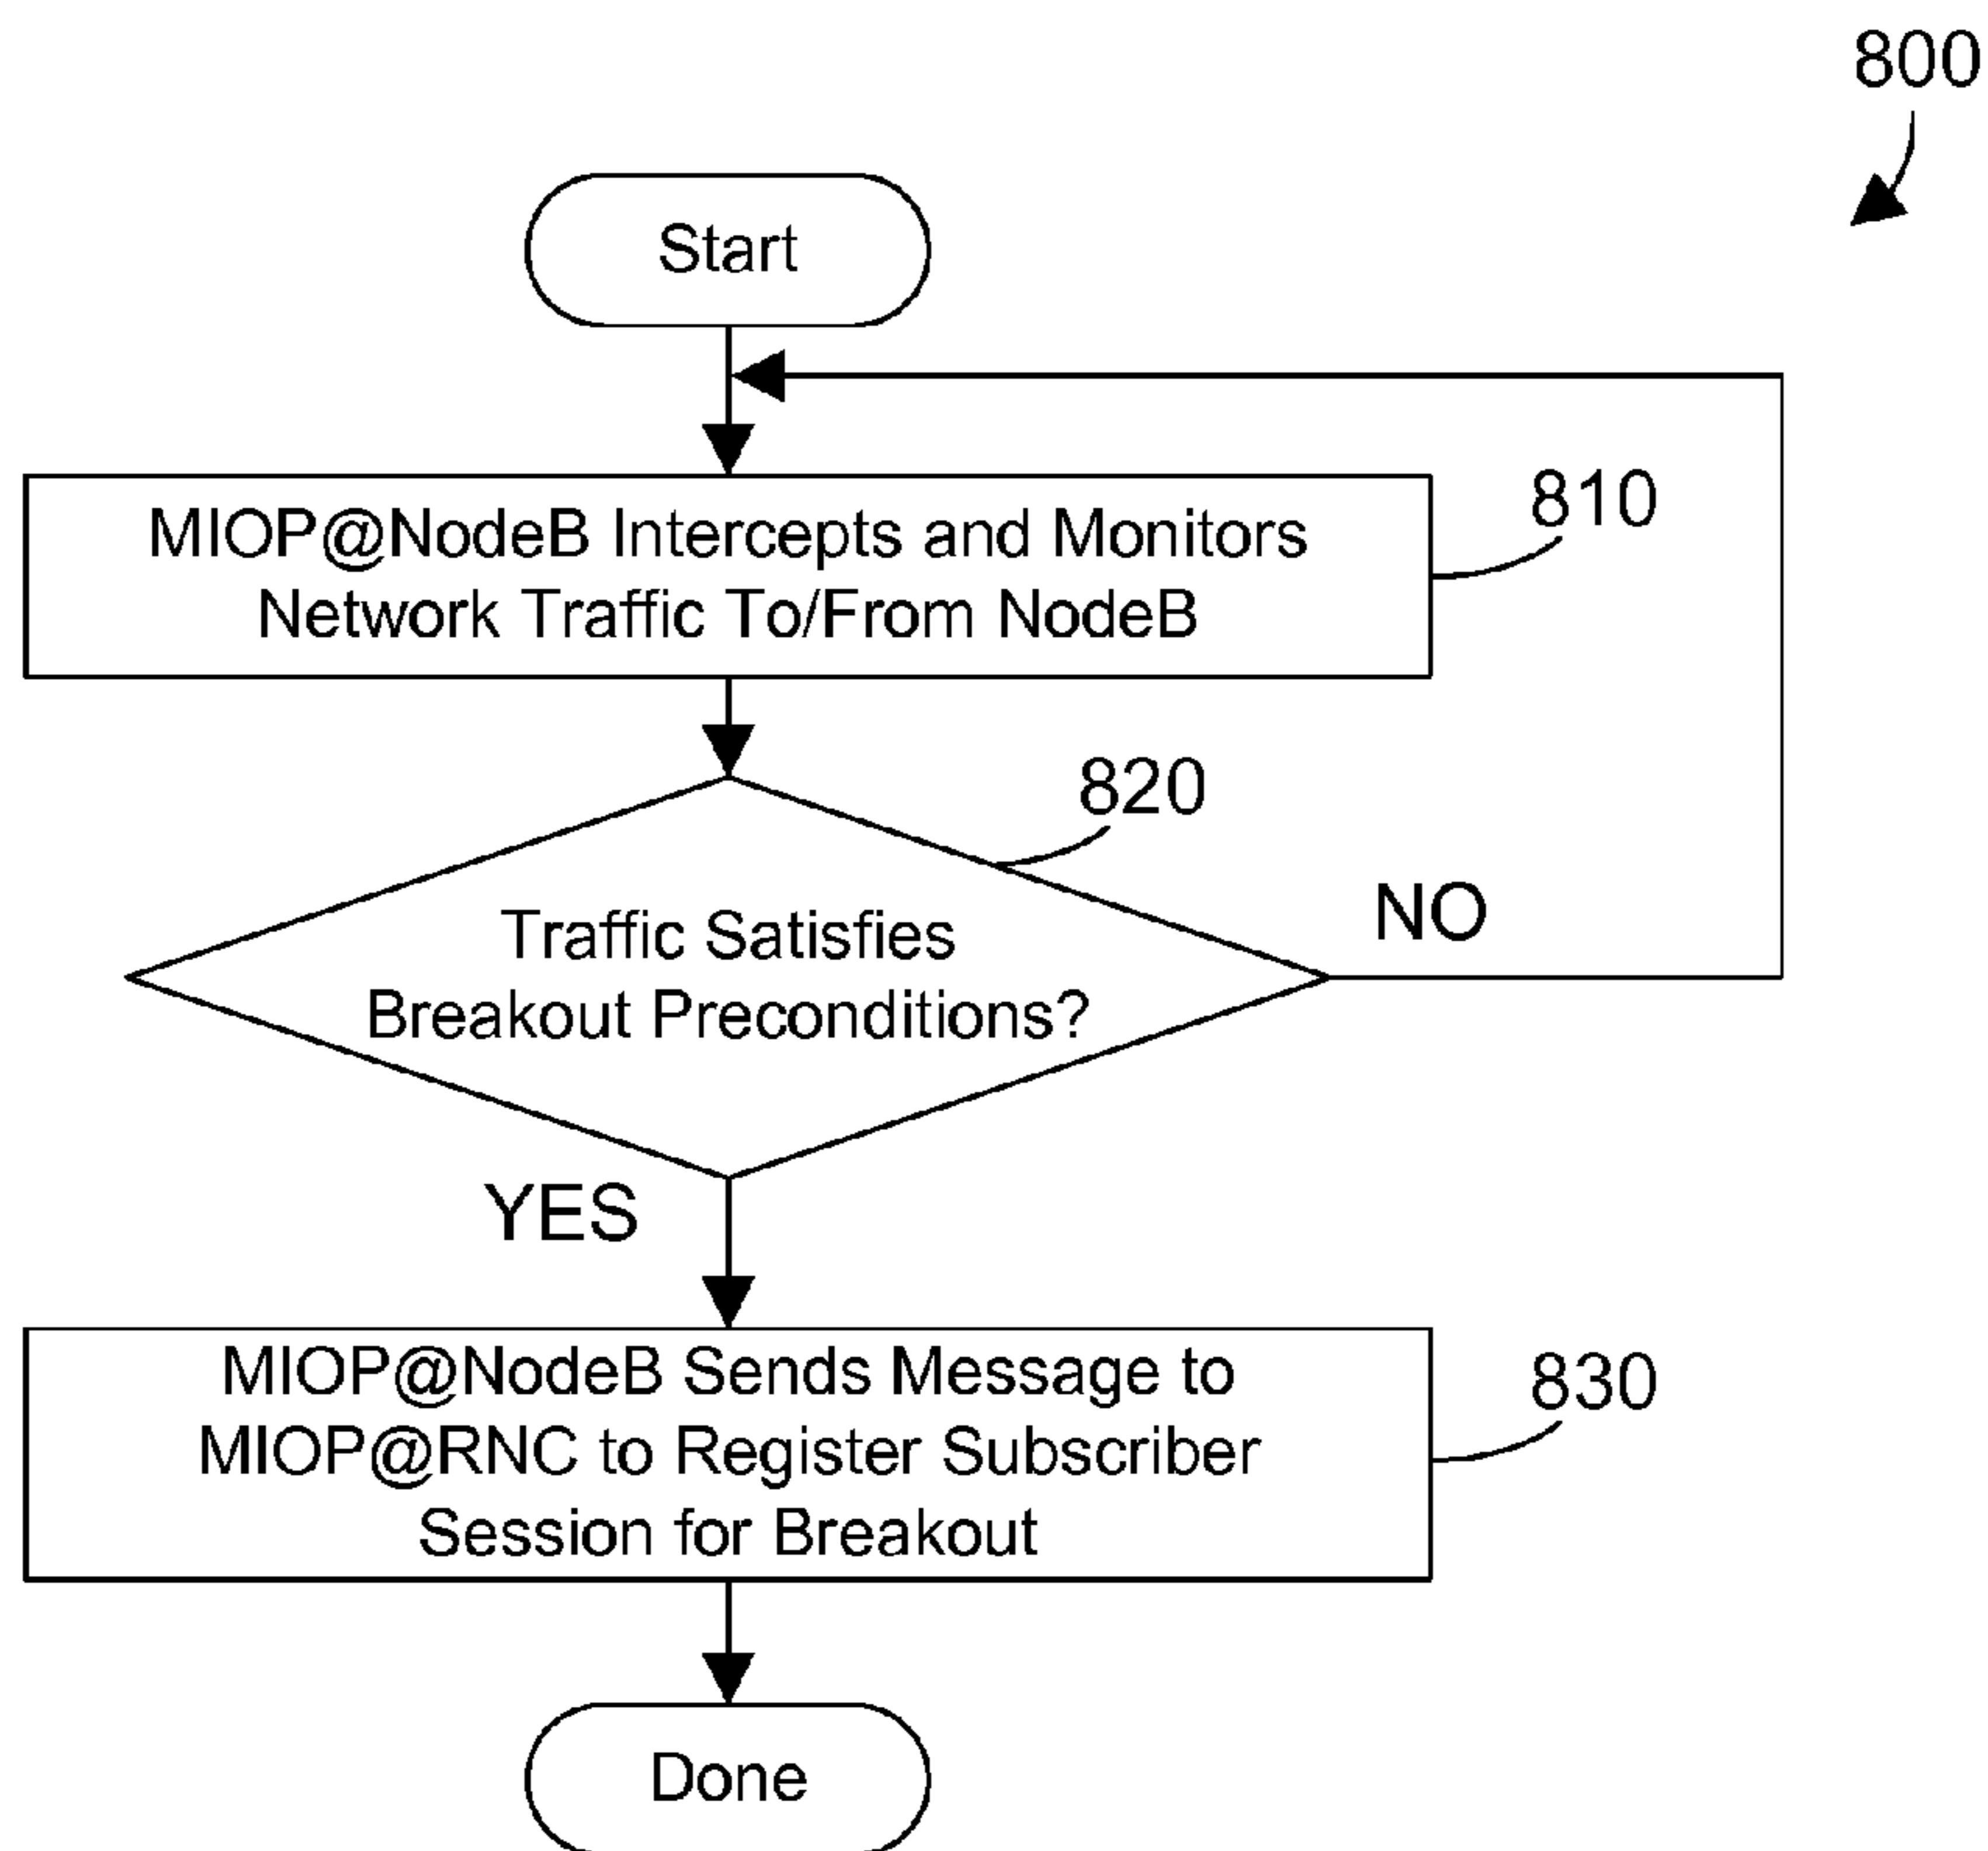 800
Start
MIOP@NodeB Intercepts and Monitors
Network Traffic To/From NodeB
810
820
Traffic Satisfies
Breakout Preconditions?
NO
YES
MIOP@NodeB Sends Message to
MIOP@RNC to Register Subscriber
Session for Breakout
830
Done